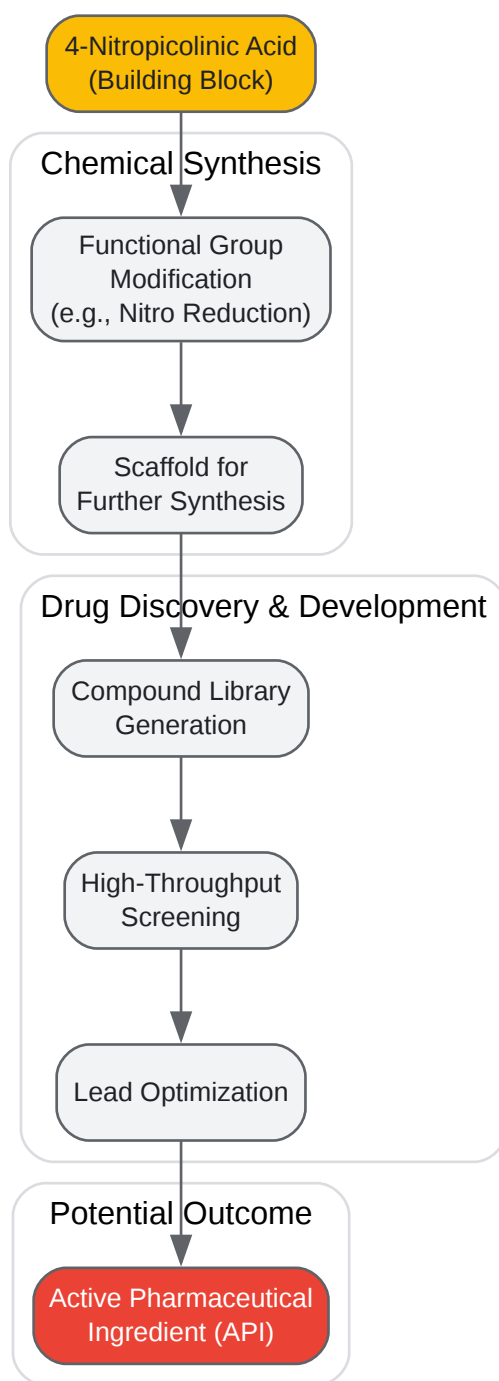 4-Nitropicolinic Acid
(Building Block)
Chemical Synthesis
Functional Group
Modification
(e.g., Nitro Reduction)
Scaffold for
Further Synthesis
Drug Discovery & Development
Compound Library
Generation
High-Throughput
Screening
Lead Optimization
Potential Outcome
Active Pharmaceutical
Ingredient (API)